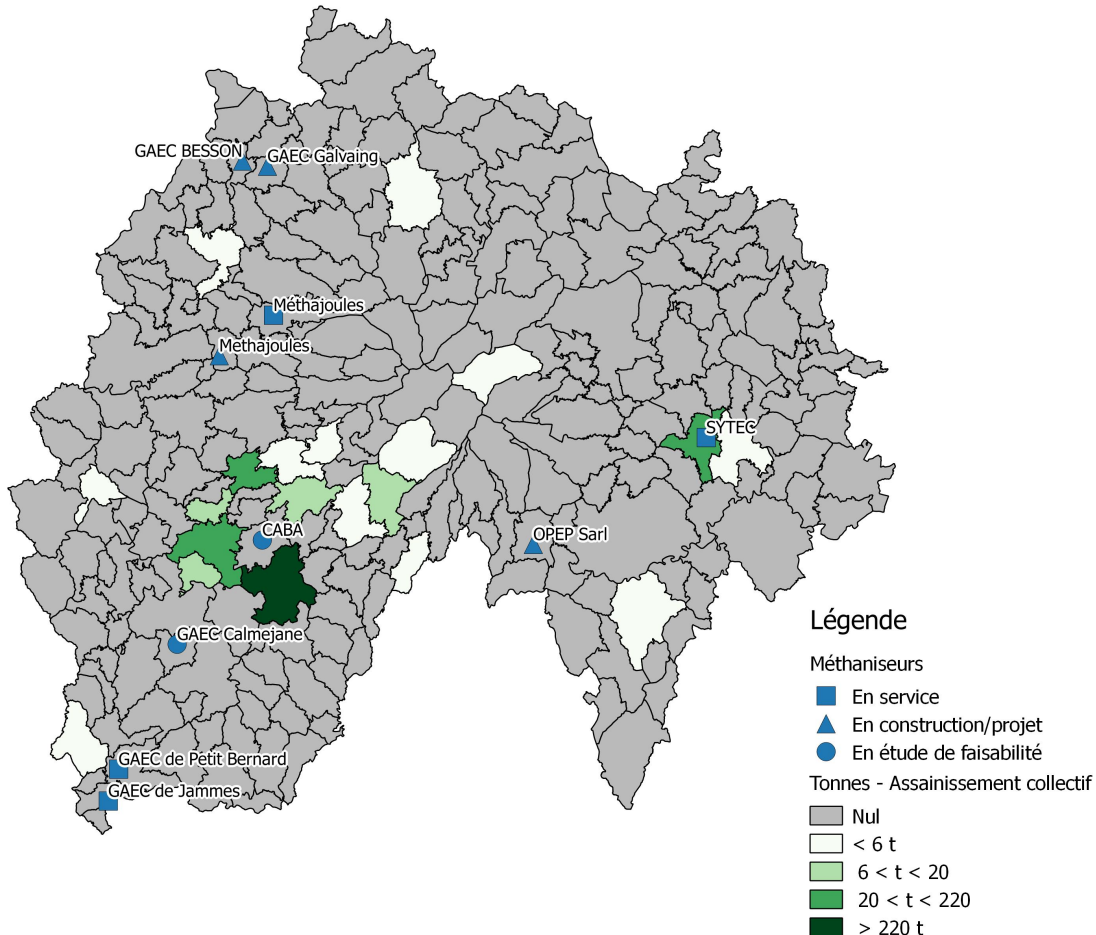 GAEC BESSON
GAEC Galvaing
Méthajoules
Methajoules
SYTEC
CABA
OPEP Sarl
GAEC Calmejane
GAEC de Petit Bernard
GAEC de Jammes
Légende
Méthaniseurs
En service
En construction/projet
En étude de faisabilité
Tonnes - Assainissement collectif
Nul
< 6 t
6 < t < 20
20 < t < 220
> 220 t